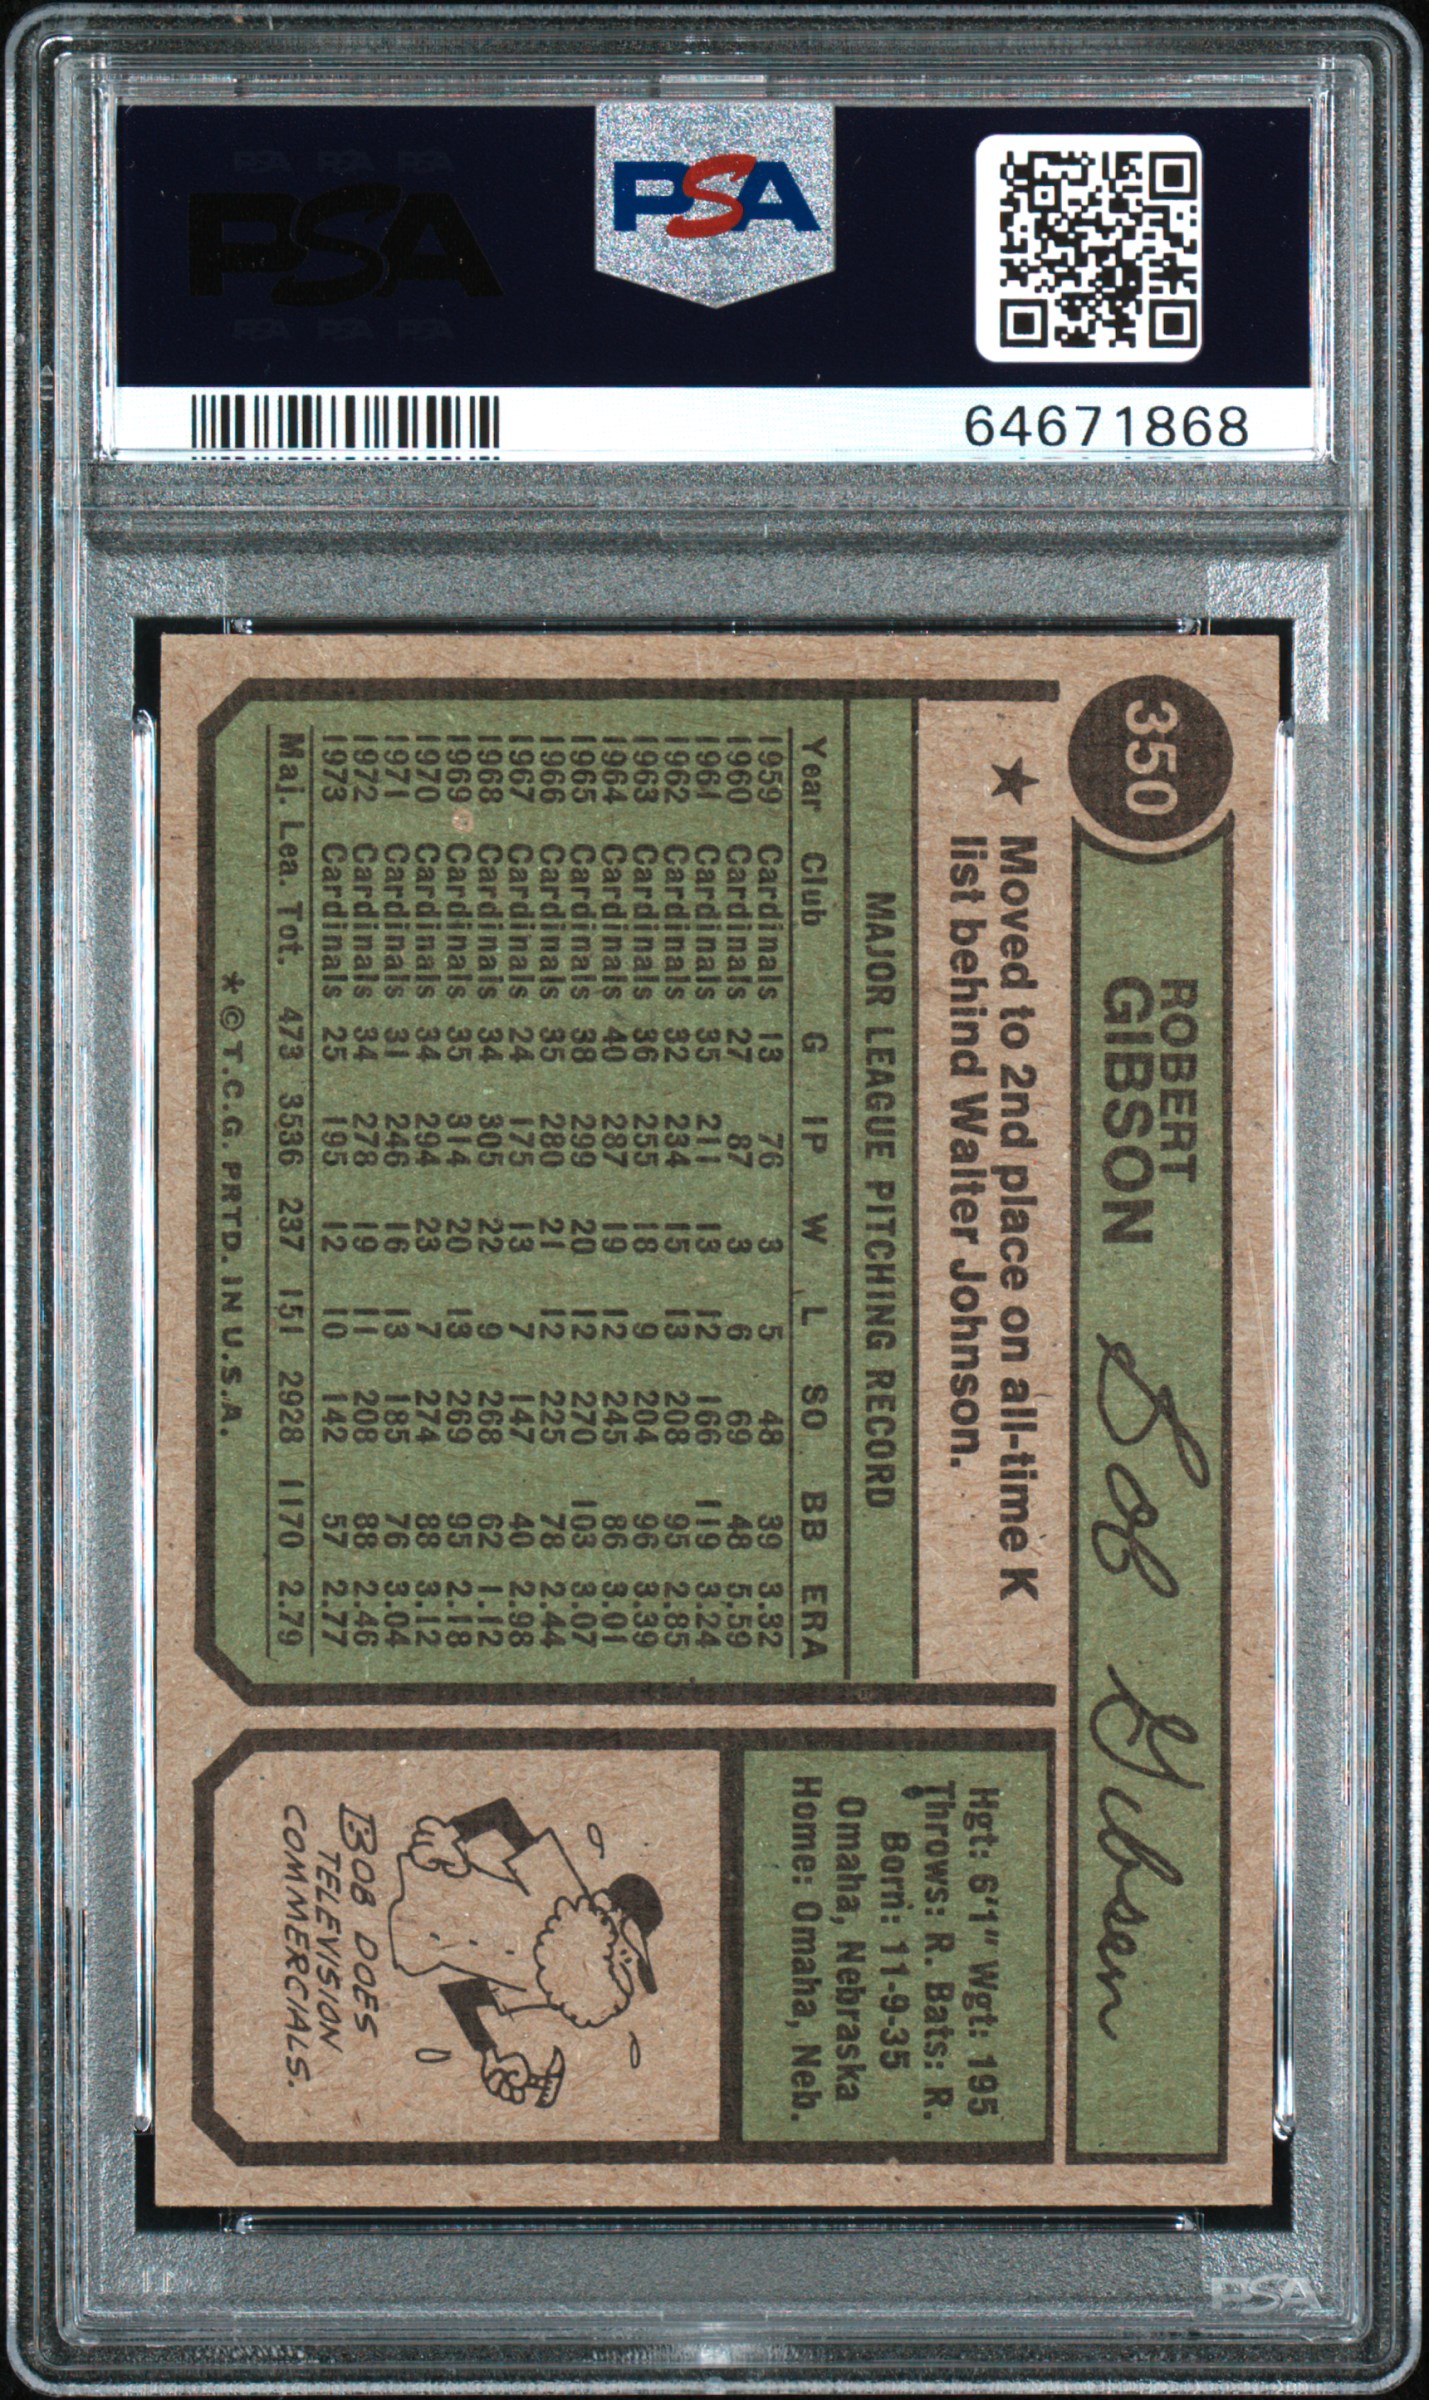 PSA PSA PSA
PSA
PSA PSA PSA
PSA
64671868
350
ROBERT
GIBSON
Bob Gibson
★ Moved to 2nd place on all-time K
list behind Walter Johnson.
MAJOR LEAGUE PITCHING RECORD
Year Club G IP W L SO BB ERA
1959 Cardinals 13 76 3 5 48 39 3.32
1960 Cardinals 27 87 3 6 69 48 5.59
1961 Cardinals 35 211 13 12 166 119 3.24
1962 Cardinals 32 234 15 13 208 95 2.85
1963 Cardinals 36 255 18 9 204 96 3.39
1964 Cardinals 40 287 19 12 245 86 3.01
1965 Cardinals 38 299 20 12 270 103 3.07
1966 Cardinals 35 280 21 12 225 78 2.44
1967 Cardinals 24 175 13 7 147 40 2.98
1968 Cardinals 34 305 22 9 268 62 1.12
1969 Cardinals 35 314 20 13 269 95 2.18
1970 Cardinals 34 294 23 7 274 88 3.12
1971 Cardinals 31 246 16 13 185 76 3.04
1972 Cardinals 34 278 19 11 208 88 2.46
1973 Cardinals 25 195 12 10 142 57 2.77
Maj. Lea. Tot. 473 3536 237 151 2928 1170 2.79
* © T.C.G. PRTD. IN U.S.A.
Hgt: 6'1" Wgt: 195
Throws: R. Bats: R.
Born: 11-9-35
Omaha, Nebraska
Home: Omaha, Neb.
BOB DOES
TELEVISION
COMMERCIALS.
PSA